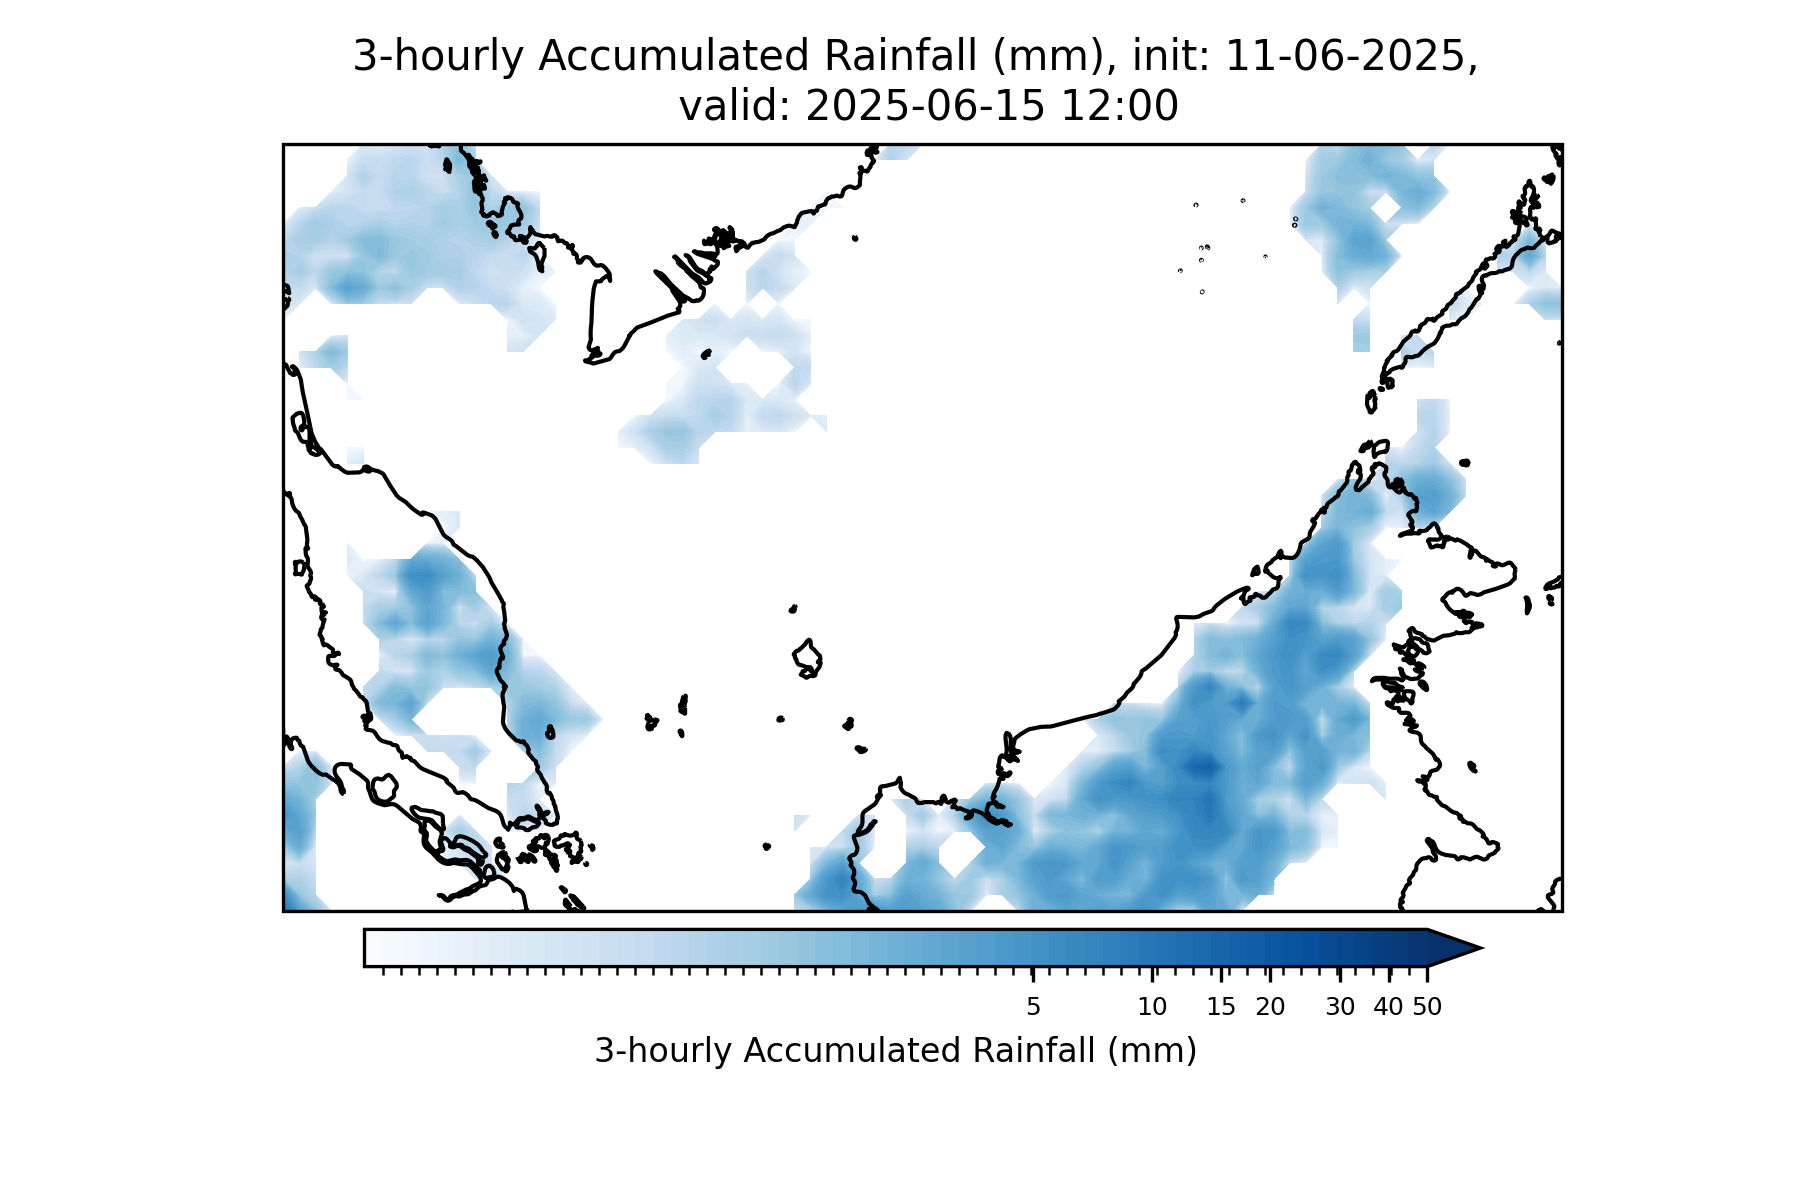 3-hourly Accumulated Rainfall (mm), init: 11-06-2025,
valid: 2025-06-15 12:00
5 10 15 20 30 40 50
3-hourly Accumulated Rainfall (mm)